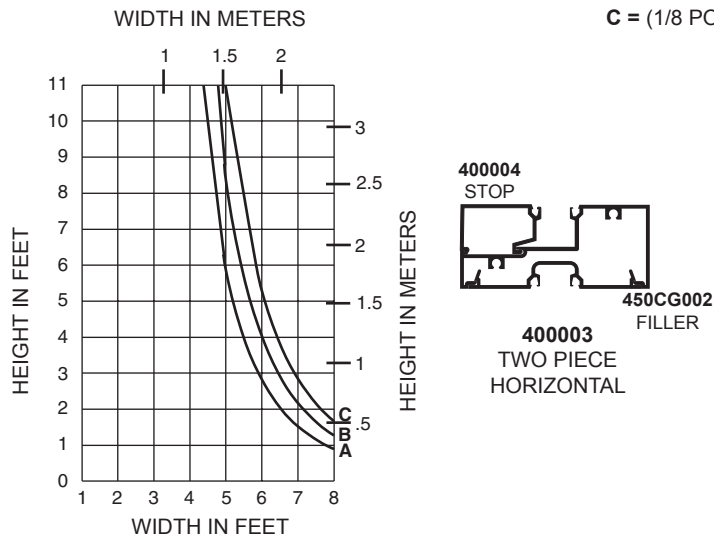 WIDTH IN METERS
C = (1/8 PO
1 1.5 2
11
10
9
8
7
6
5
4
3
2
1
0
HEIGHT IN FEET
3
2.5
2
1.5
1
.5
HEIGHT IN METERS
C
B
A
1 2 3 4 5 6 7 8
WIDTH IN FEET
400004
STOP
450CG002
FILLER
400003
TWO PIECE
HORIZONTAL